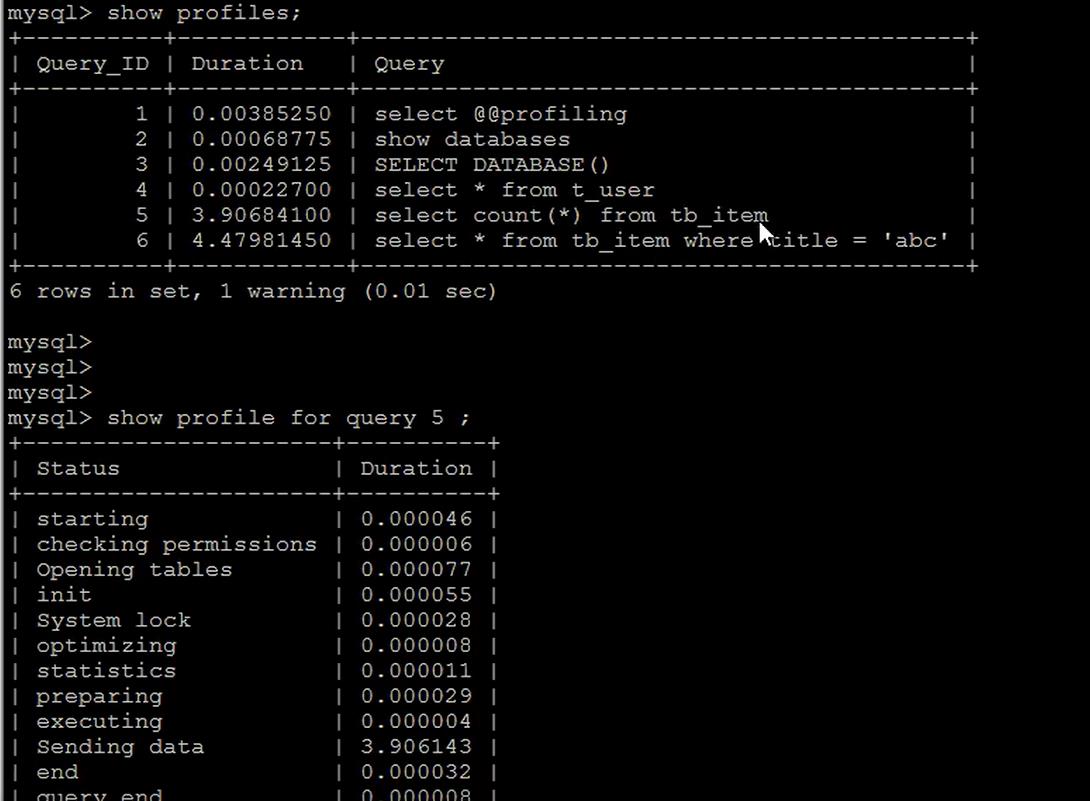 mysql> show profiles;
+----------+------------+-------------------------------------------+
| Query_ID | Duration   | Query                                     |
+----------+------------+-------------------------------------------+
|        1 | 0.00385250 | select @@profiling                        |
|        2 | 0.00068775 | show databases                            |
|        3 | 0.00249125 | SELECT DATABASE()                         |
|        4 | 0.00022700 | select * from t_user                      |
|        5 | 3.90684100 | select count(*) from tb_item              |
|        6 | 4.47981450 | select * from tb_item where title = 'abc' |
+----------+------------+-------------------------------------------+
6 rows in set, 1 warning (0.01 sec)
mysql>
mysql>
mysql>
mysql> show profile for query 5 ;
+----------------------+----------+
| Status               | Duration |
+----------------------+----------+
| starting             | 0.000046 |
| checking permissions | 0.000006 |
| Opening tables       | 0.000077 |
| init                 | 0.000055 |
| System lock          | 0.000028 |
| optimizing           | 0.000008 |
| statistics           | 0.000011 |
| preparing            | 0.000029 |
| executing            | 0.000004 |
| Sending data         | 3.906143 |
| end                  | 0.000032 |
| query end            | 0.000008 |